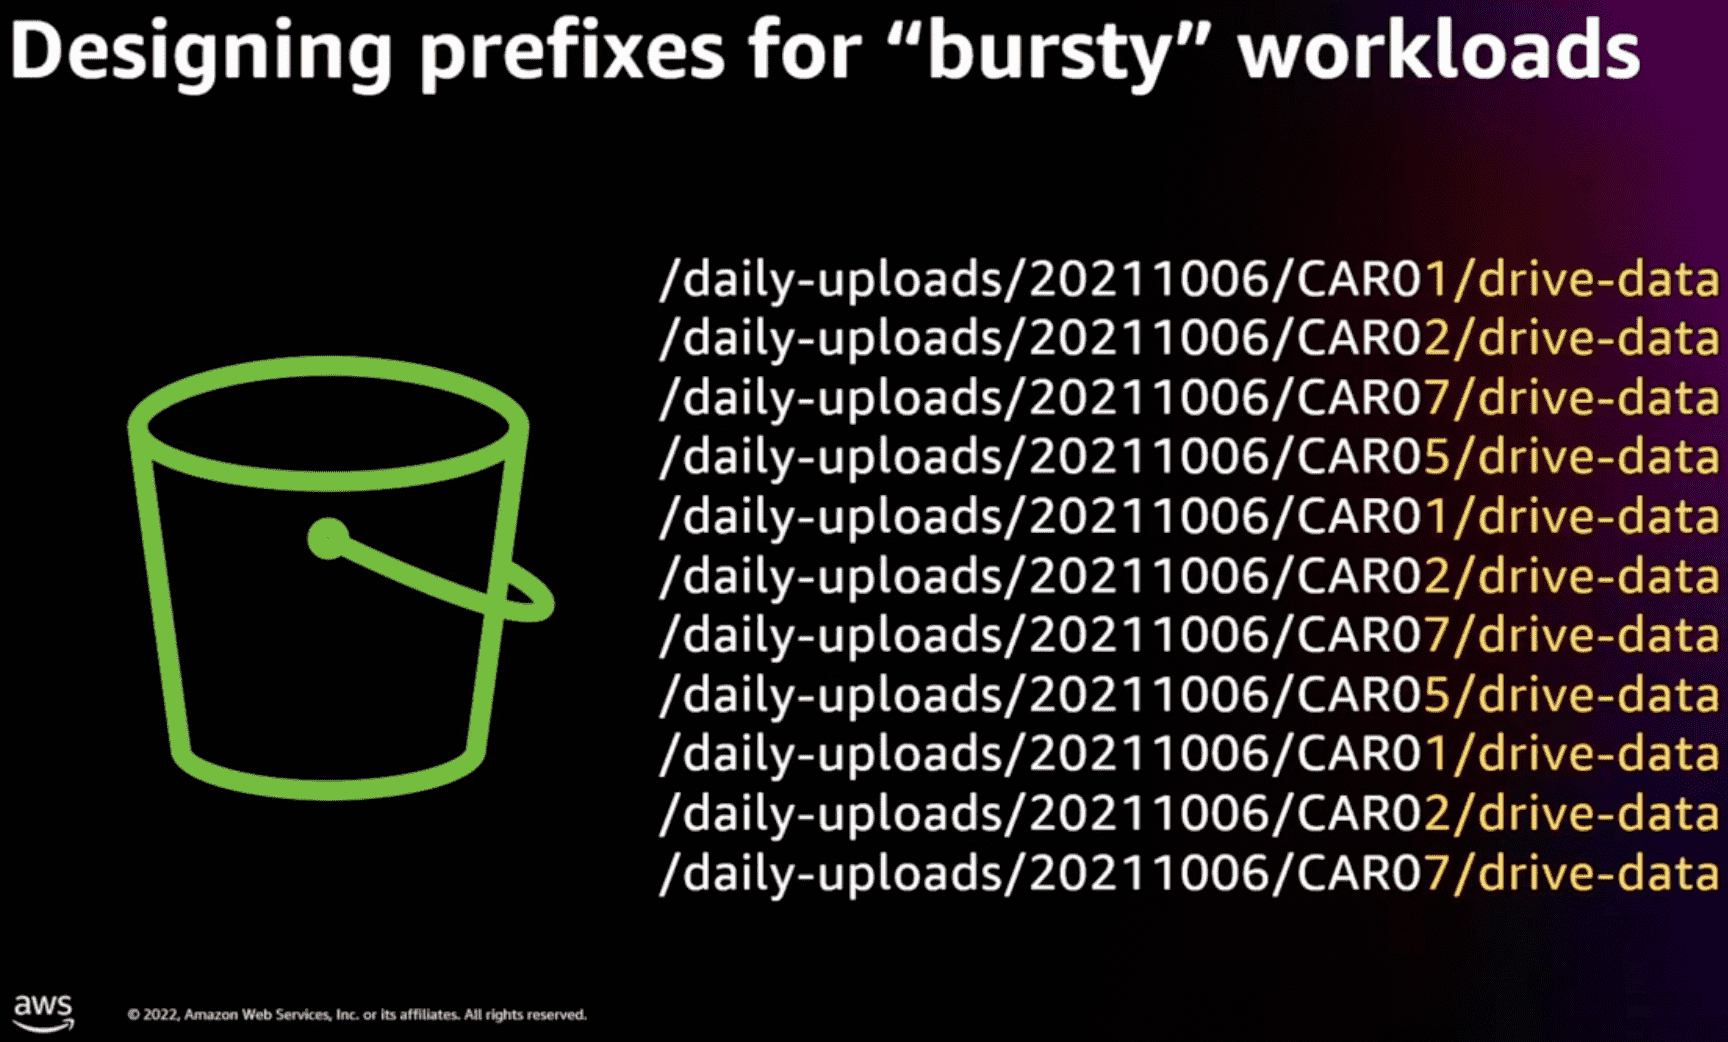 Designing prefixes for “bursty” workloads
/daily-uploads/20211006/CAR01/drive-data
/daily-uploads/20211006/CAR02/drive-data
/daily-uploads/20211006/CAR07/drive-data
/daily-uploads/20211006/CAR05/drive-data
/daily-uploads/20211006/CAR01/drive-data
/daily-uploads/20211006/CAR02/drive-data
/daily-uploads/20211006/CAR07/drive-data
/daily-uploads/20211006/CAR05/drive-data
/daily-uploads/20211006/CAR01/drive-data
/daily-uploads/20211006/CAR02/drive-data
/daily-uploads/20211006/CAR07/drive-data
aws
© 2022, Amazon Web Services, Inc. or its affiliates. All rights reserved.